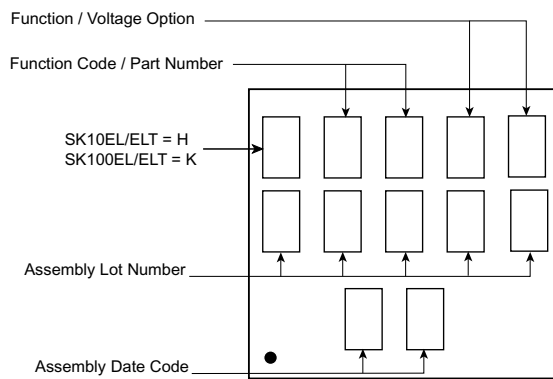 Function / Voltage Option
Function Code / Part Number
SK10EL/ELT = H
SK100EL/ELT = K
Assembly Lot Number
Assembly Date Code